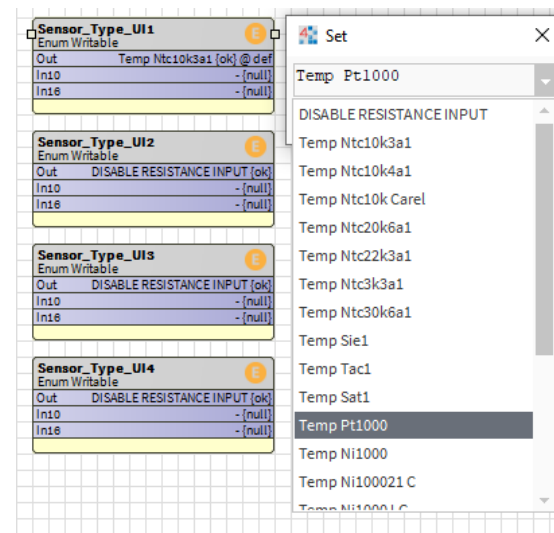 Sensor_Type_UI1
Enum Writable
E
Out Temp Ntc10k3a1 {ok} @ def
In10 - {null}
In16 - {null}
Sensor_Type_UI2
Enum Writable
E
Out DISABLE RESISTANCE INPUT {ok}
In10 - {null}
In16 - {null}
Sensor_Type_UI3
Enum Writable
E
Out DISABLE RESISTANCE INPUT {ok}
In10 - {null}
In16 - {null}
Sensor_Type_UI4
Enum Writable
E
Out DISABLE RESISTANCE INPUT {ok}
In10 - {null}
In16 - {null}
Set
Temp Pt1000
DISABLE RESISTANCE INPUT
Temp Ntc10k3a1
Temp Ntc10k4a1
Temp Ntc10k Carel
Temp Ntc20k6a1
Temp Ntc22k3a1
Temp Ntc3k3a1
Temp Ntc30k6a1
Temp Sie1
Temp Tac1
Temp Sat1
Temp Pt1000
Temp Ni1000
Temp Ni100021 C